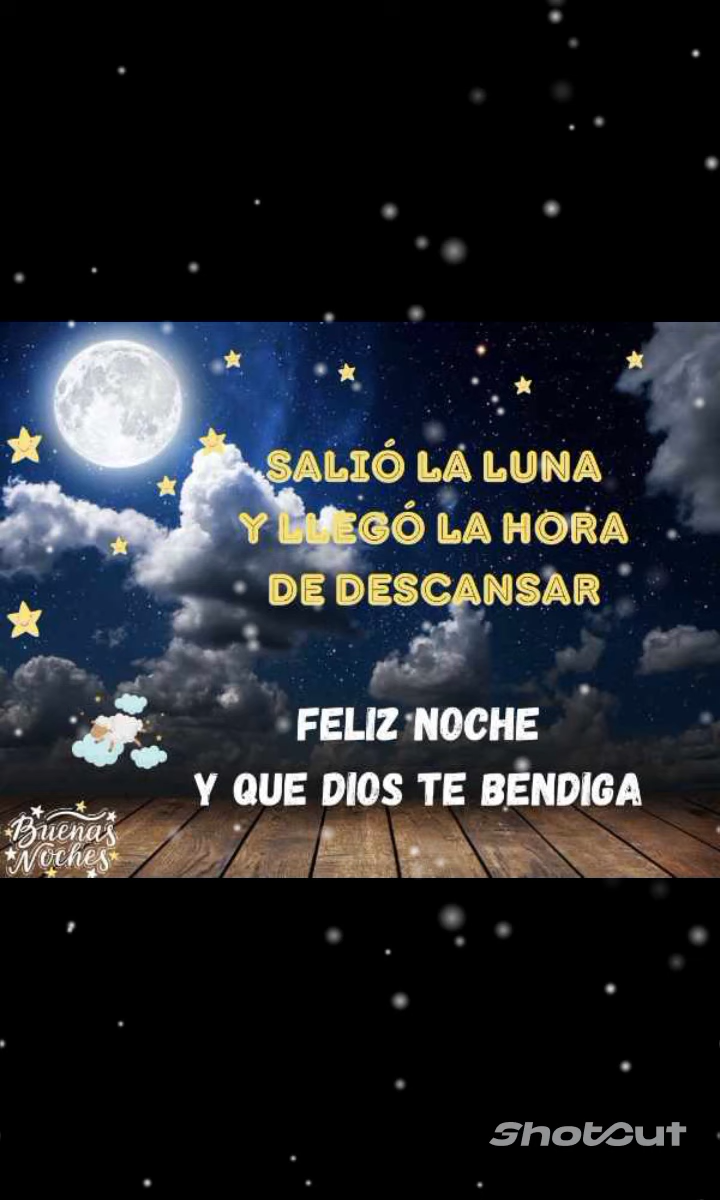 SALIÓ LA LUNA
Y LLEGÓ LA HORA
DE DESCANSAR
FELIZ NOCHE
Y QUE DIOS TE BENDIGA
Buenas
Noches
ShotCut